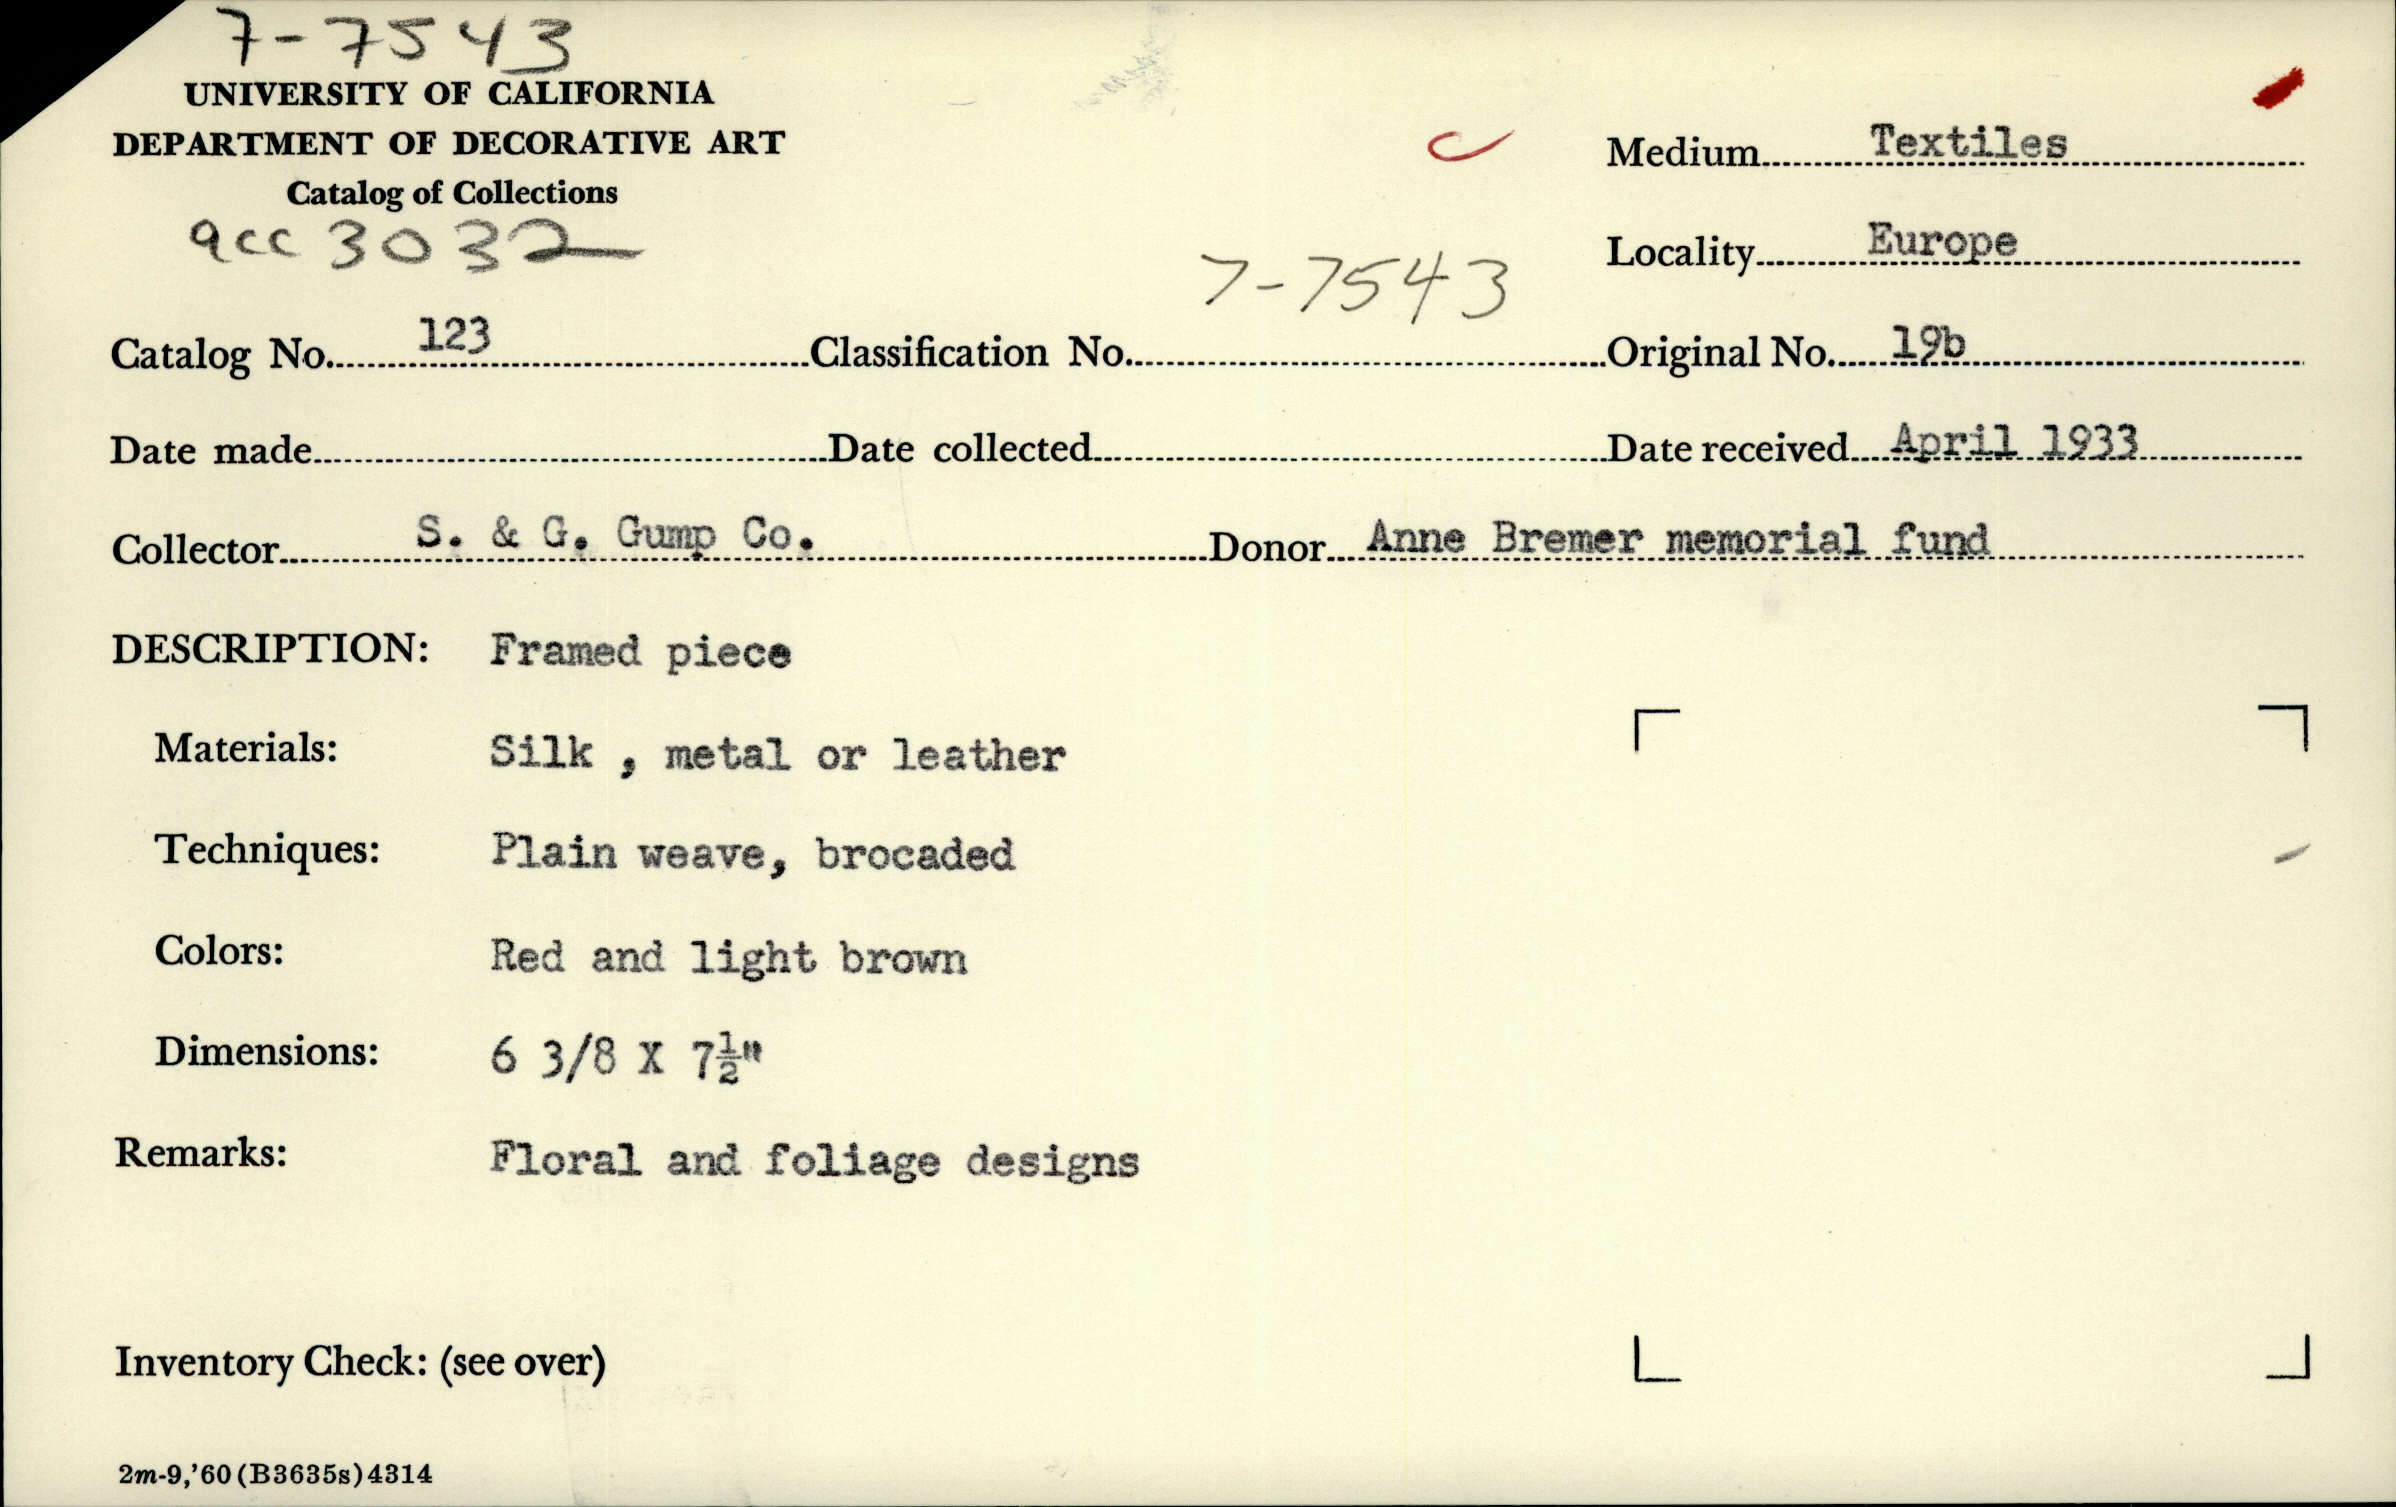 7-7543
UNIVERSITY OF CALIFORNIA
DEPARTMENT OF DECORATIVE ART
Catalog of Collections
acc 3032
Medium Textiles
Locality Europe
7-7543
Catalog No. 123 Classification No. Original No. 19b
Date made Date collected Date received April 1933
Collector S. & G. Gump Co. Donor Anne Bremer memorial fund
DESCRIPTION: Framed piece
Materials: Silk , metal or leather
Techniques: Plain weave, brocaded
Colors: Red and light brown
Dimensions: 6 3/8 X 7½"
Remarks: Floral and foliage designs
Inventory Check: (see over)
2m-9,'60(B3635s)4314